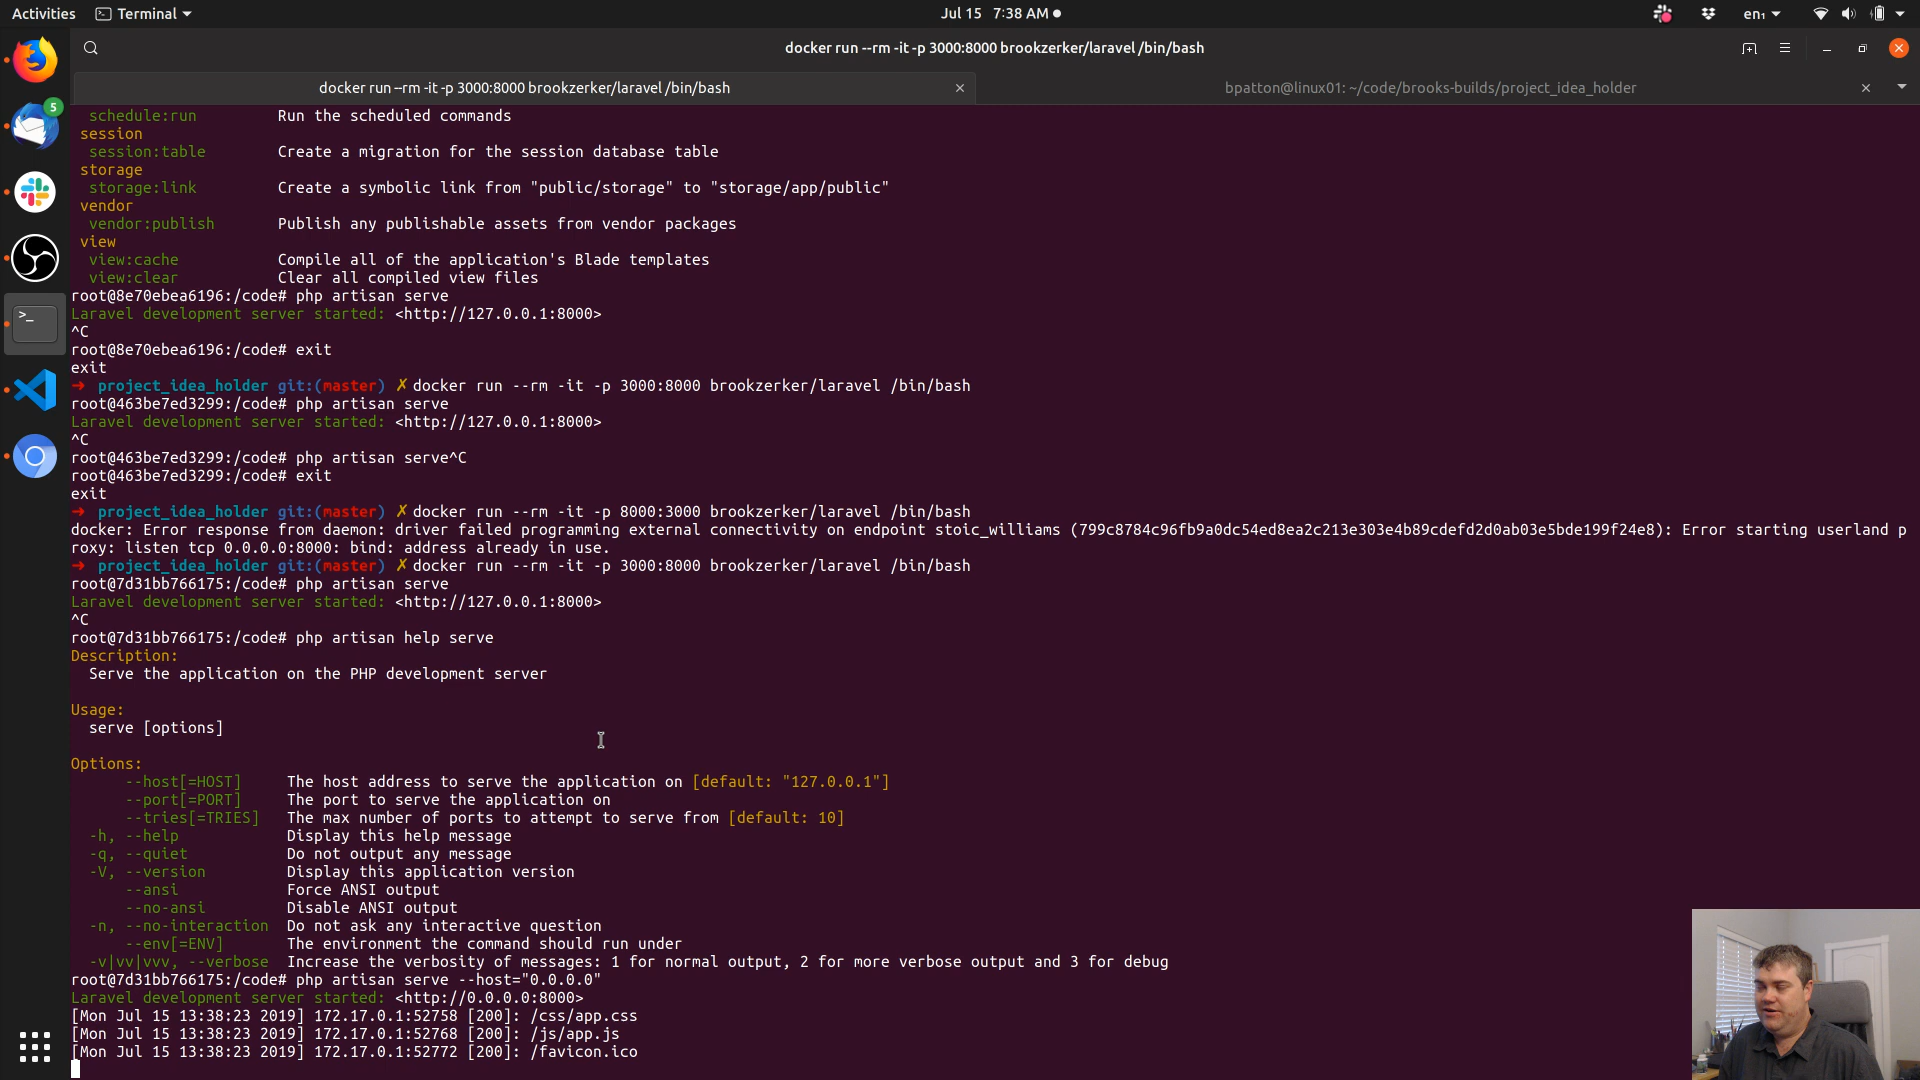 Activities
Terminal
Jul 15 7:38 AM
en₁
docker run --rm -it -p 3000:8000 brookzerker/laravel /bin/bash
docker run --rm -it -p 3000:8000 brookzerker/laravel /bin/bash
bpatton@linux01: ~/code/brooks-builds/project_idea_holder
5
schedule:run Run the scheduled commands
session
session:table Create a migration for the session database table
storage
storage:link Create a symbolic link from "public/storage" to "storage/app/public"
vendor
vendor:publish Publish any publishable assets from vendor packages
view
view:cache Compile all of the application's Blade templates
view:clear Clear all compiled view files
root@8e70ebea6196:/code# php artisan serve
Laravel development server started: <http://127.0.0.1:8000>
^C
root@8e70ebea6196:/code# exit
exit
➜ project_idea_holder git:(master) ✗ docker run --rm -it -p 3000:8000 brookzerker/laravel /bin/bash
root@463be7ed3299:/code# php artisan serve
Laravel development server started: <http://127.0.0.1:8000>
^C
root@463be7ed3299:/code# php artisan serve^C
root@463be7ed3299:/code# exit
exit
➜ project_idea_holder git:(master) ✗ docker run --rm -it -p 8000:3000 brookzerker/laravel /bin/bash
docker: Error response from daemon: driver failed programming external connectivity on endpoint stoic_williams (799c8784c96fb9a0dc54ed8ea2c213e303e4b89cdefd2d0ab03e5bde199f24e8): Error starting userland p
roxy: listen tcp 0.0.0.0:8000: bind: address already in use.
➜ project_idea_holder git:(master) ✗ docker run --rm -it -p 3000:8000 brookzerker/laravel /bin/bash
root@7d31bb766175:/code# php artisan serve
Laravel development server started: <http://127.0.0.1:8000>
^C
root@7d31bb766175:/code# php artisan help serve
Description:
Serve the application on the PHP development server
Usage:
serve [options]
Options:
--host[=HOST] The host address to serve the application on [default: "127.0.0.1"]
--port[=PORT] The port to serve the application on
--tries[=TRIES] The max number of ports to attempt to serve from [default: 10]
-h, --help Display this help message
-q, --quiet Do not output any message
-V, --version Display this application version
--ansi Force ANSI output
--no-ansi Disable ANSI output
-n, --no-interaction Do not ask any interactive question
--env[=ENV] The environment the command should run under
-v|vv|vvv, --verbose Increase the verbosity of messages: 1 for normal output, 2 for more verbose output and 3 for debug
root@7d31bb766175:/code# php artisan serve --host="0.0.0.0"
Laravel development server started: <http://0.0.0.0:8000>
[Mon Jul 15 13:38:23 2019] 172.17.0.1:52758 [200]: /css/app.css
[Mon Jul 15 13:38:23 2019] 172.17.0.1:52768 [200]: /js/app.js
[Mon Jul 15 13:38:23 2019] 172.17.0.1:52772 [200]: /favicon.ico